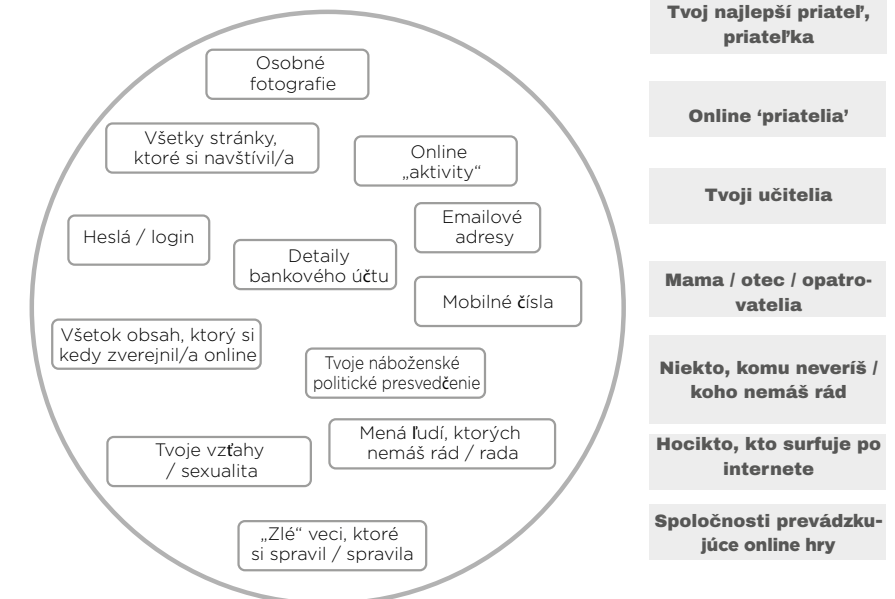 Osobné
fotografie
Všetky stránky,
ktoré si navštívil/a
Online
„aktivity“
Emailové
adresy
Heslá / login
Detaily
bankového účtu
Mobilné čísla
Všetok obsah, ktorý si
kedy zverejnil/a online
Tvoje náboženské
politické presvedčenie
Mená ľudí, ktorých
nemáš rád / rada
Tvoje vzťahy
/ sexualita
„Zlé“ veci, ktoré
si spravil / spravila
Tvoj najlepší priateľ,
priateľka
Online ‘priatelia’
Tvoji učitelia
Mama / otec / opatro-
vatelia
Niekto, komu neveríš /
koho nemáš rád
Hocikto, kto surfuje po
internete
Spoločnosti prevádzku-
júce online hry